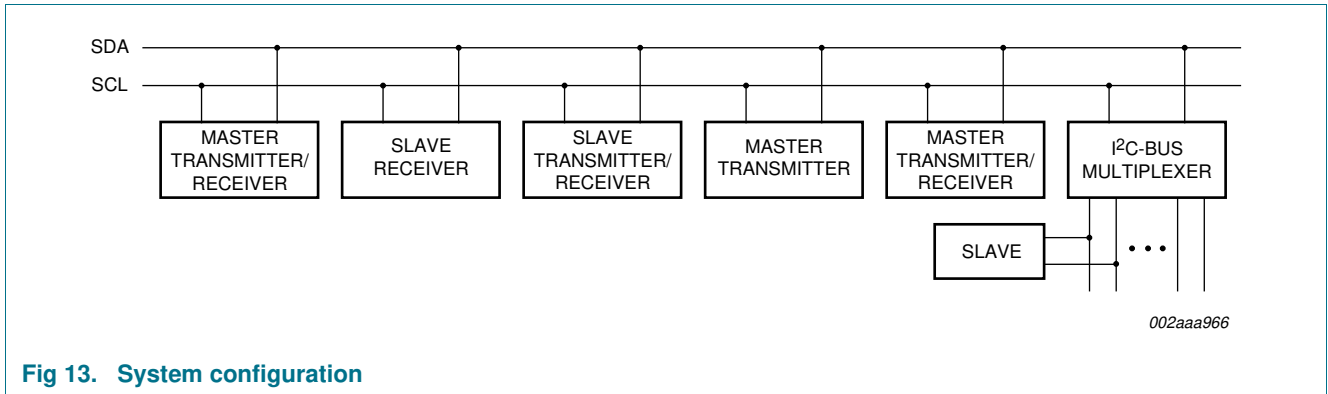 SDA
SCL
MASTER
TRANSMITTER/
RECEIVER
SLAVE
RECEIVER
SLAVE
TRANSMITTER/
RECEIVER
MASTER
TRANSMITTER
MASTER
TRANSMITTER/
RECEIVER
I²C-BUS
MULTIPLEXER
SLAVE
002aaa966
Fig 13. System configuration